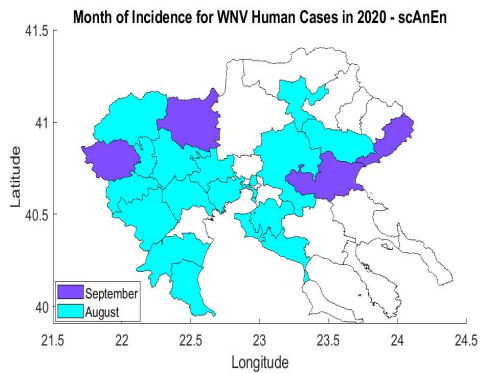 Month of Incidence for WNV Human Cases in 2020 - scAnEn
41.5
41
40.5
40
Latitude
September
August
21.5 22 22.5 23 23.5 24 24.5
Longitude